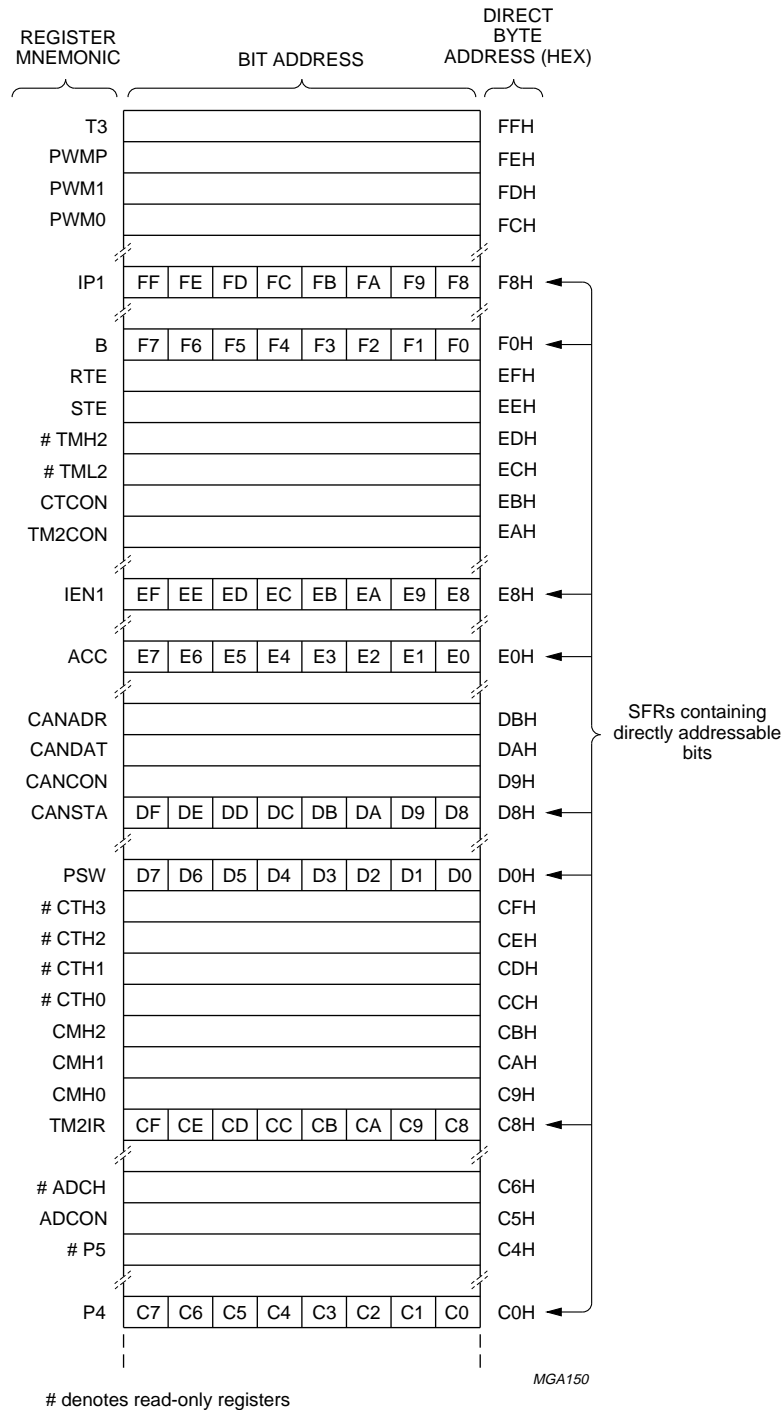 REGISTER MNEMONIC
BIT ADDRESS
DIRECT BYTE ADDRESS (HEX)
T3 FFH
PWMP FEH
PWM1 FDH
PWM0 FCH
IP1 FF FE FD FC FB FA F9 F8 F8H
B F7 F6 F5 F4 F3 F2 F1 F0 F0H
RTE EFH
STE EEH
# TMH2 EDH
# TML2 ECH
CTCON EBH
TM2CON EAH
IEN1 EF EE ED EC EB EA E9 E8 E8H
ACC E7 E6 E5 E4 E3 E2 E1 E0 E0H
CANADR DBH
CANDAT DAH
CANCON D9H
CANSTA DF DE DD DC DB DA D9 D8 D8H
SFRs containing
directly addressable
bits
PSW D7 D6 D5 D4 D3 D2 D1 D0 D0H
# CTH3 CFH
# CTH2 CEH
# CTH1 CDH
# CTH0 CCH
CMH2 CBH
CMH1 CAH
CMH0 C9H
TM2IR CF CE CD CC CB CA C9 C8 C8H
# ADCH C6H
ADCON C5H
# P5 C4H
P4 C7 C6 C5 C4 C3 C2 C1 C0 C0H
MGA150
# denotes read-only registers